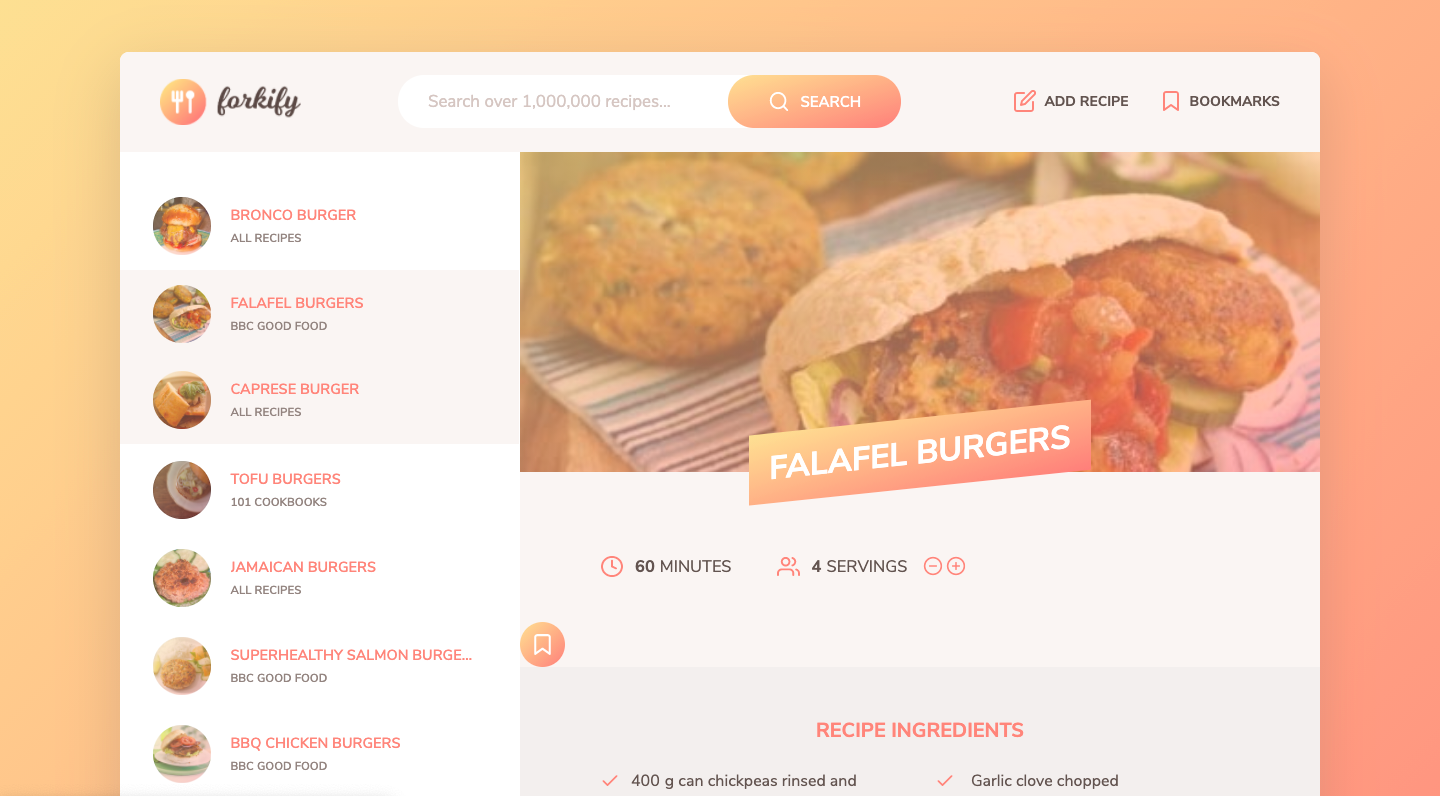 forkify
Search over 1,000,000 recipes...
SEARCH
ADD RECIPE
BOOKMARKS
BRONCO BURGER
ALL RECIPES
FALAFEL BURGERS
BBC GOOD FOOD
CAPRESE BURGER
ALL RECIPES
TOFU BURGERS
101 COOKBOOKS
JAMAICAN BURGERS
ALL RECIPES
SUPERHEALTHY SALMON BURGE...
BBC GOOD FOOD
BBQ CHICKEN BURGERS
BBC GOOD FOOD
FALAFEL BURGERS
60 MINUTES
4 SERVINGS
RECIPE INGREDIENTS
400 g can chickpeas rinsed and
Garlic clove chopped